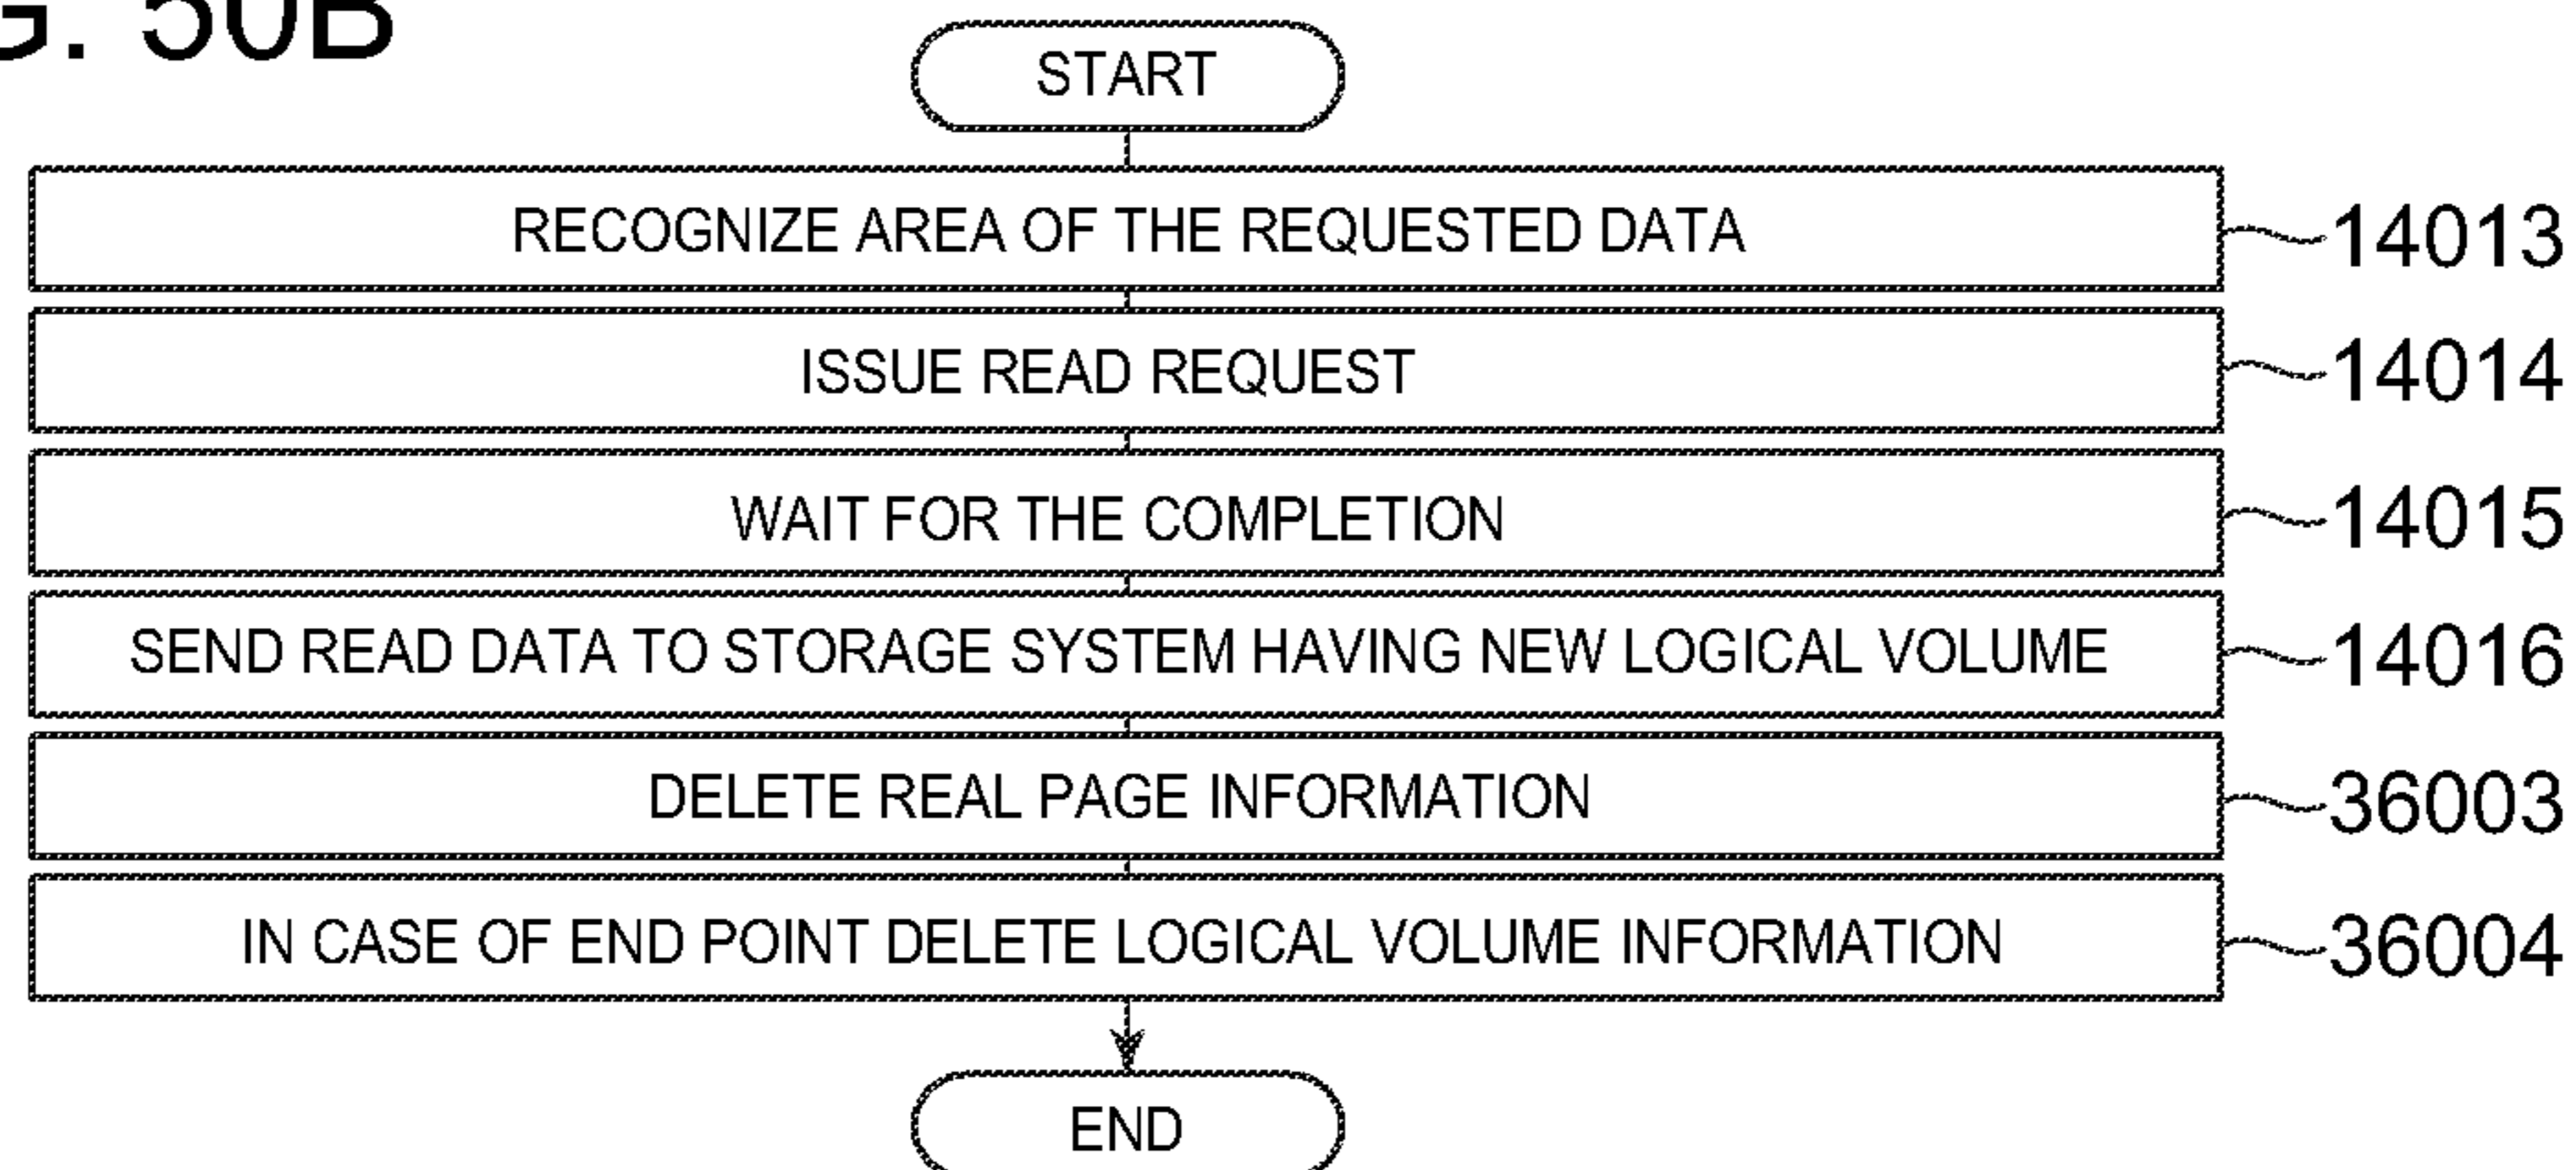 G. 50B
START
RECOGNIZE AREA OF THE REQUESTED DATA 14013
ISSUE READ REQUEST 14014
WAIT FOR THE COMPLETION 14015
SEND READ DATA TO STORAGE SYSTEM HAVING NEW LOGICAL VOLUME 14016
DELETE REAL PAGE INFORMATION 36003
IN CASE OF END POINT DELETE LOGICAL VOLUME INFORMATION 36004
END